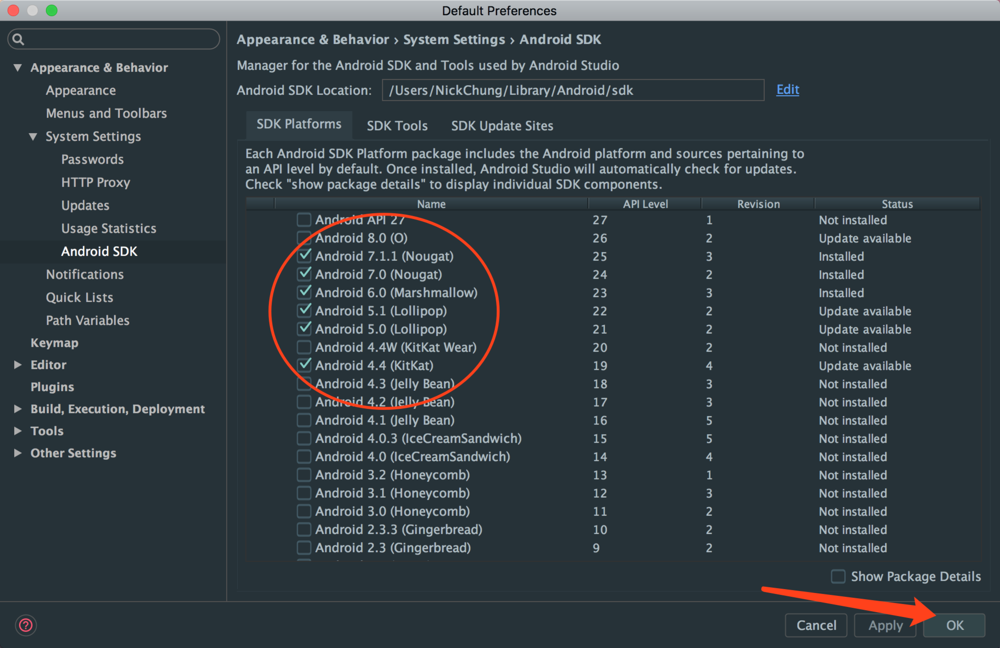 Default Preferences
Appearance & Behavior
Appearance
Menus and Toolbars
System Settings
Passwords
HTTP Proxy
Updates
Usage Statistics
Android SDK
Notifications
Quick Lists
Path Variables
Keymap
Editor
Plugins
Build, Execution, Deployment
Tools
Other Settings
Appearance & Behavior › System Settings › Android SDK
Manager for the Android SDK and Tools used by Android Studio
Android SDK Location: /Users/NickChung/Library/Android/sdk Edit
SDK Platforms SDK Tools SDK Update Sites
Each Android SDK Platform package includes the Android platform and sources pertaining to
an API level by default. Once installed, Android Studio will automatically check for updates.
Check "show package details" to display individual SDK components.
Name API Level Revision Status
Android API 27 27 1 Not installed
Android 8.0 (O) 26 2 Update available
Android 7.1.1 (Nougat) 25 3 Installed
Android 7.0 (Nougat) 24 2 Installed
Android 6.0 (Marshmallow) 23 3 Installed
Android 5.1 (Lollipop) 22 2 Update available
Android 5.0 (Lollipop) 21 2 Update available
Android 4.4W (KitKat Wear) 20 2 Not installed
Android 4.4 (KitKat) 19 4 Update available
Android 4.3 (Jelly Bean) 18 3 Not installed
Android 4.2 (Jelly Bean) 17 3 Not installed
Android 4.1 (Jelly Bean) 16 5 Not installed
Android 4.0.3 (IceCreamSandwich) 15 5 Not installed
Android 4.0 (IceCreamSandwich) 14 4 Not installed
Android 3.2 (Honeycomb) 13 1 Not installed
Android 3.1 (Honeycomb) 12 3 Not installed
Android 3.0 (Honeycomb) 11 2 Not installed
Android 2.3.3 (Gingerbread) 10 2 Not installed
Android 2.3 (Gingerbread) 9 2 Not installed
Show Package Details
? Cancel Apply OK